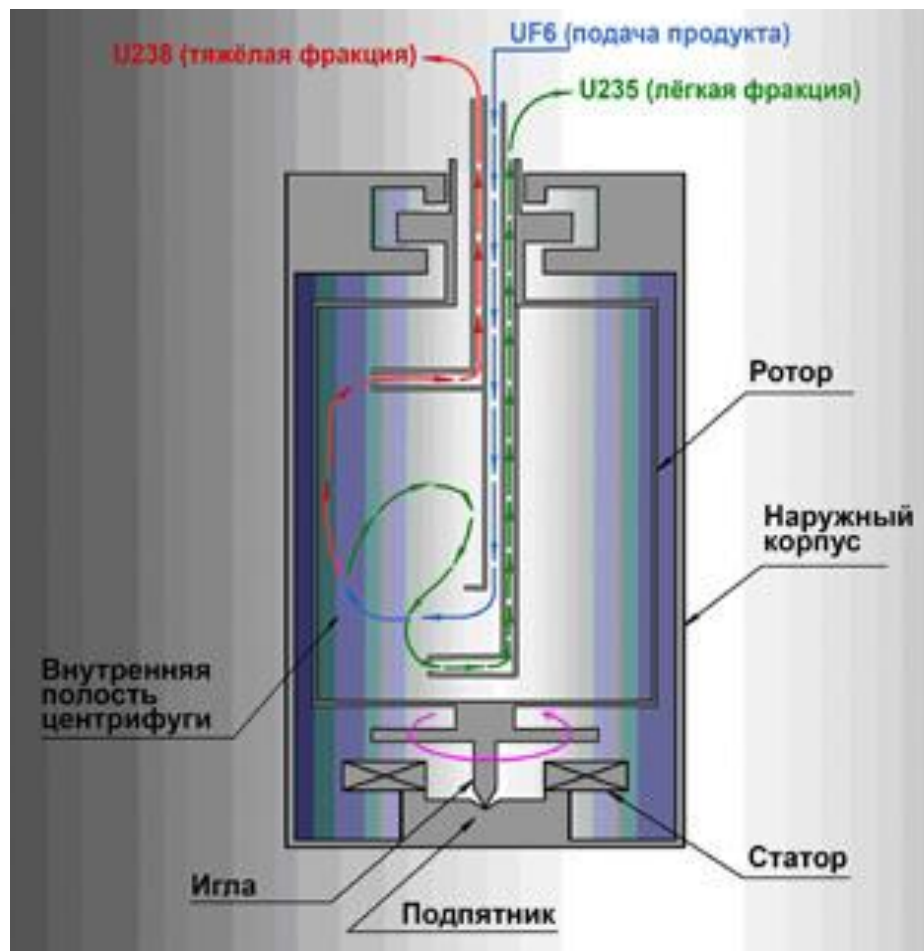 UF6 (подача продукта)
U238 (тяжёлая фракция)
U235 (лёгкая фракция)
Ротор
Наружный
корпус
Внутренняя
полость
центрифуги
Статор
Игла
Подпятник